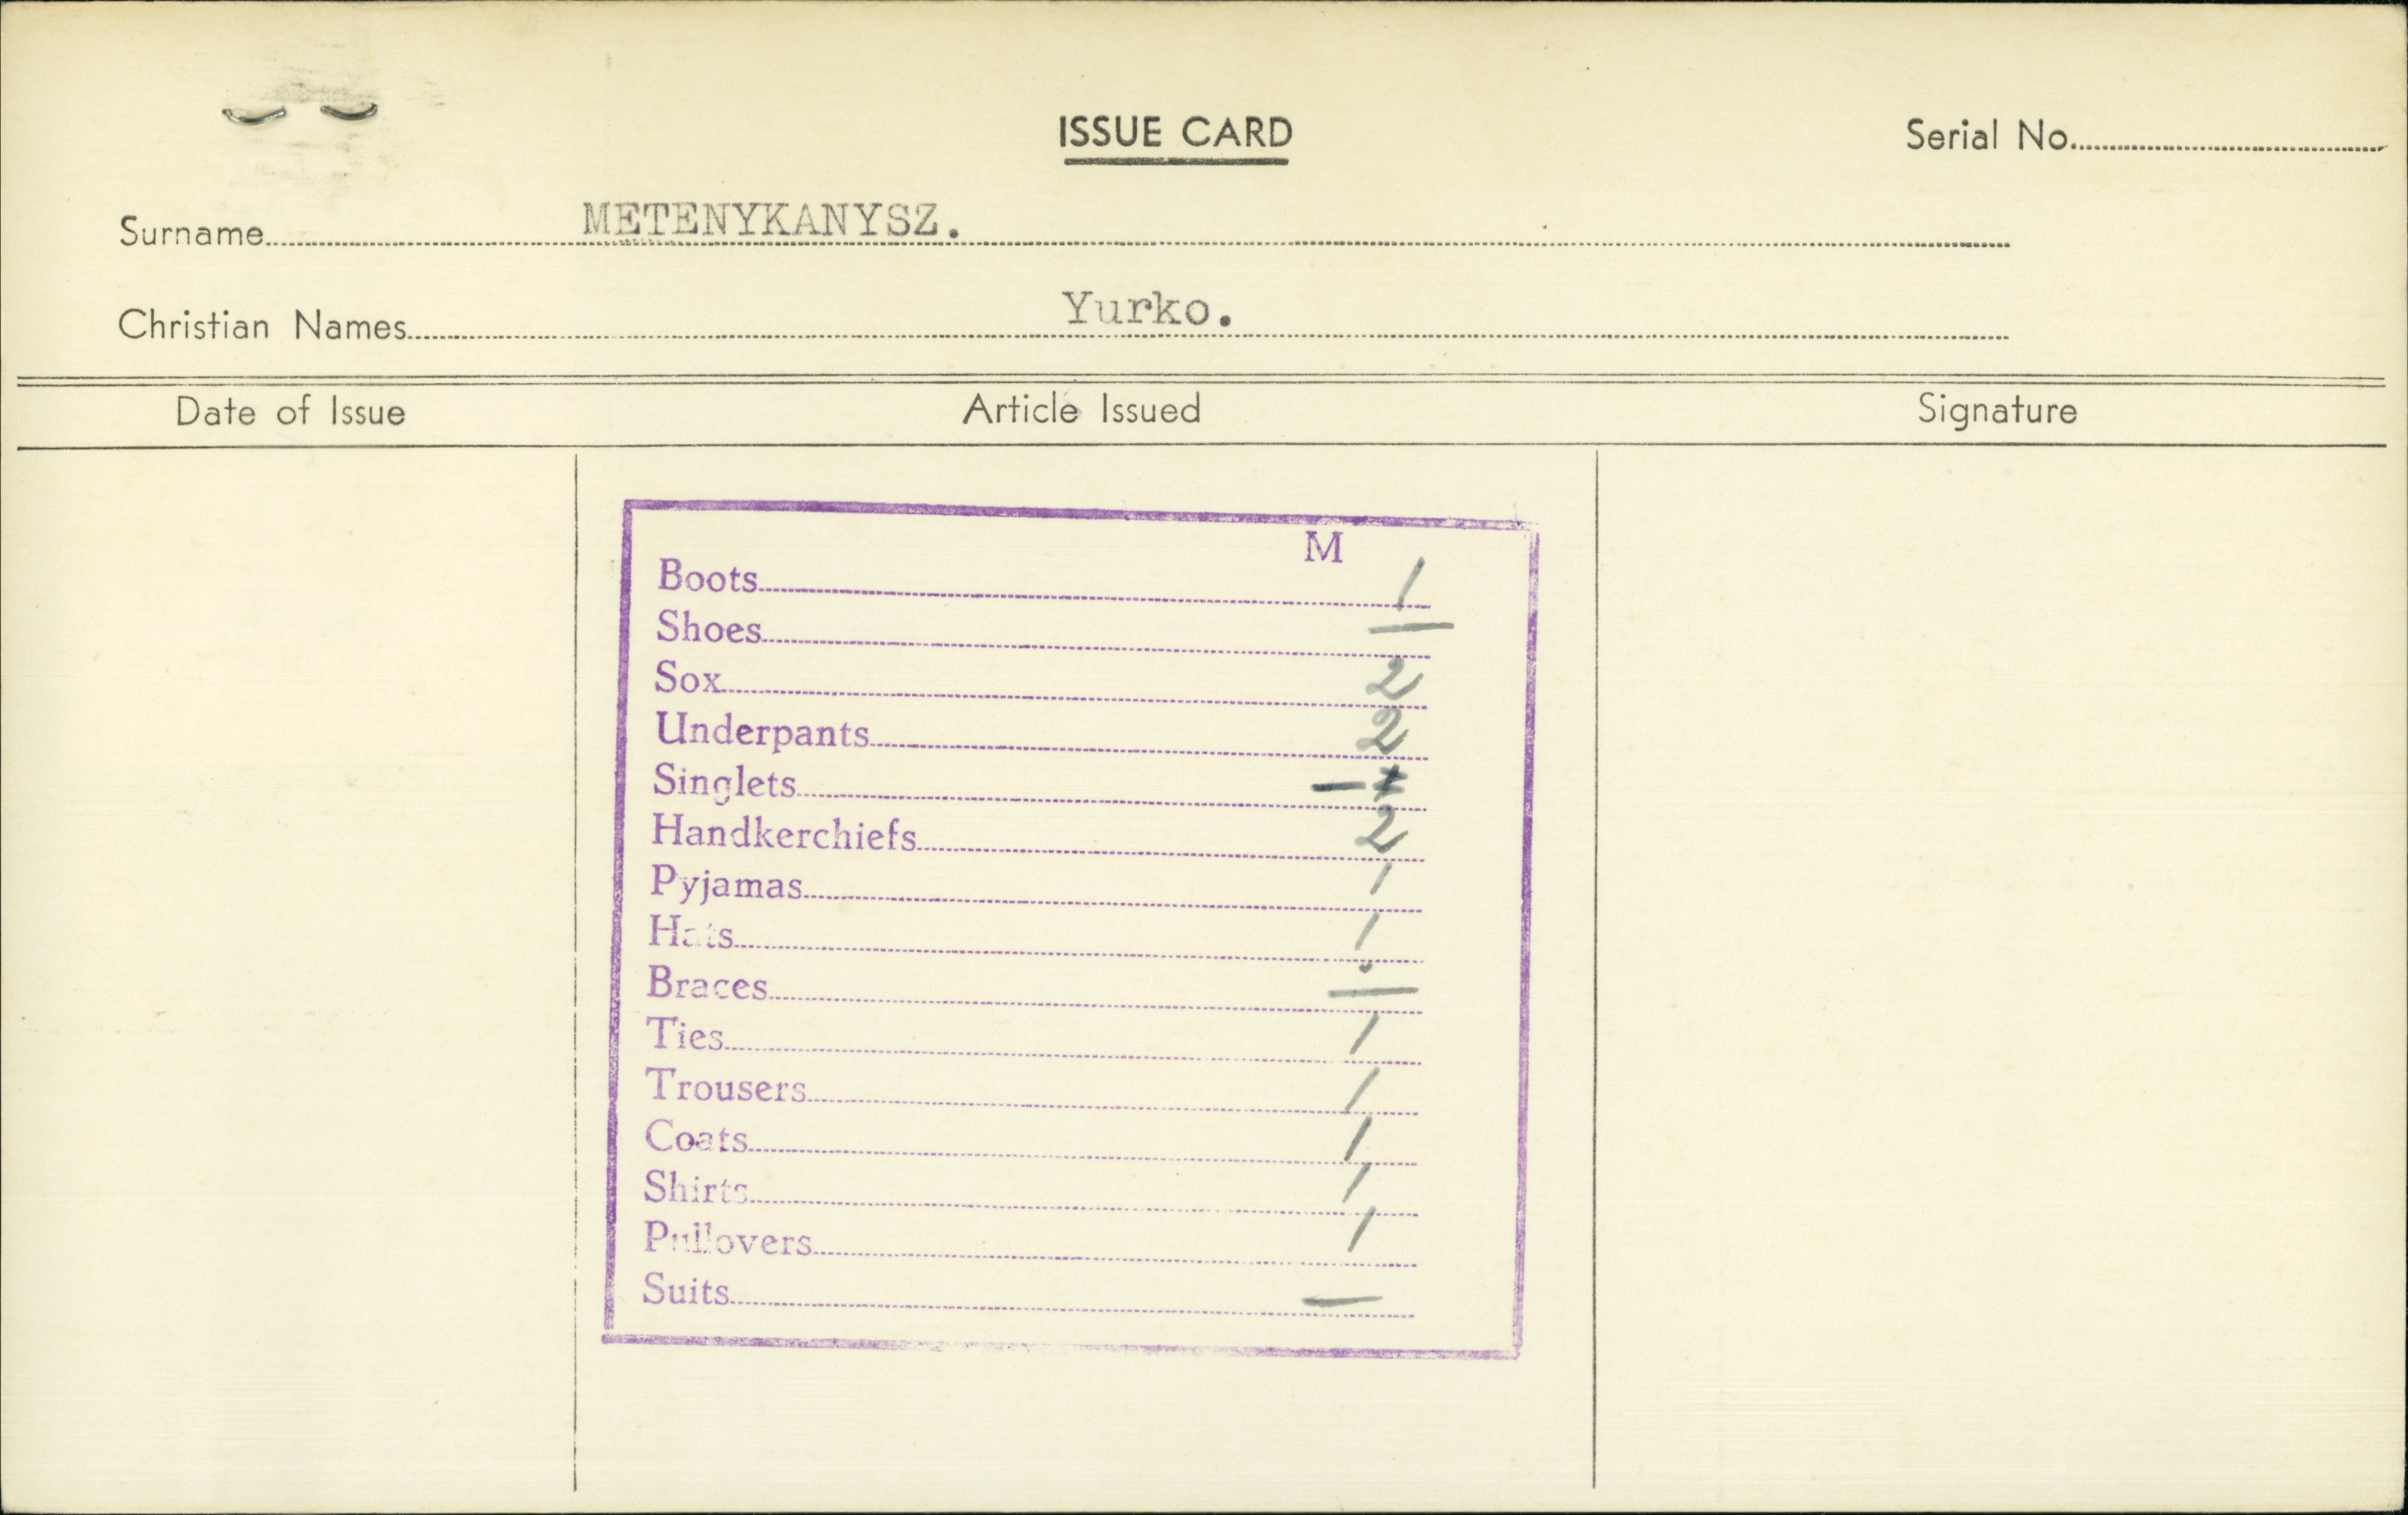 ISSUE CARD
Serial No.
Surname METENYKANYSZ.
Christian Names Yurko.
Date of Issue Article Issued Signature
M
Boots 1
Shoes —
Sox 2
Underpants 2
Singlets —
Handkerchiefs 2
Pyjamas 1
Hats 1
Braces —
Ties 1
Trousers 1
Coats 1
Shirts 1
Pullovers 1
Suits —